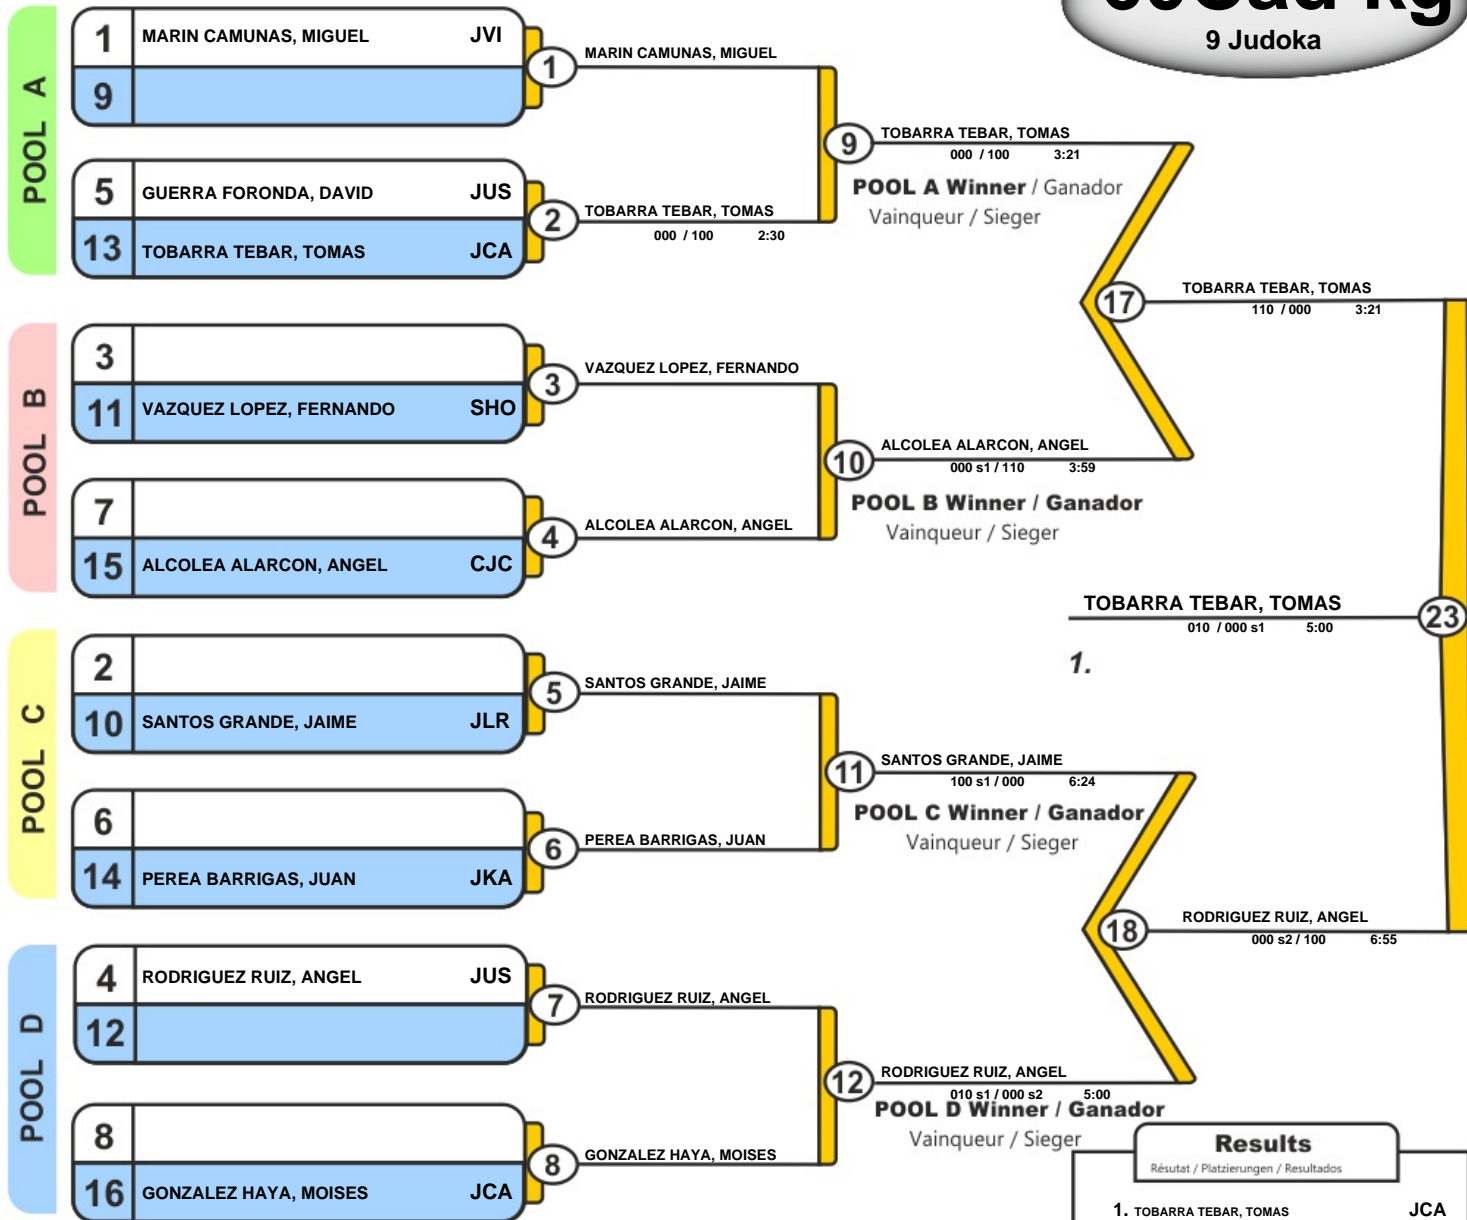 9 Judoka
POOL A
1 MARIN CAMUNAS, MIGUEL JVI
9
1
MARIN CAMUNAS, MIGUEL
5 GUERRA FORONDA, DAVID JUS
13 TOBARRA TEBAR, TOMAS JCA
2
TOBARRA TEBAR, TOMAS
000 / 100 2:30
9
TOBARRA TEBAR, TOMAS
000 / 100 3:21
POOL A Winner / Ganador
Vainqueur / Sieger
POOL B
3
11 VAZQUEZ LOPEZ, FERNANDO SHO
3
VAZQUEZ LOPEZ, FERNANDO
7
15 ALCOLEA ALARCON, ANGEL CJC
4
ALCOLEA ALARCON, ANGEL
10
ALCOLEA ALARCON, ANGEL
000 s1 / 110 3:59
POOL B Winner / Ganador
Vainqueur / Sieger
17
TOBARRA TEBAR, TOMAS
110 / 000 3:21
TOBARRA TEBAR, TOMAS
010 / 000 s1 5:00
23
1.
POOL C
2
10 SANTOS GRANDE, JAIME JLR
5
SANTOS GRANDE, JAIME
6
14 PEREA BARRIGAS, JUAN JKA
6
PEREA BARRIGAS, JUAN
11
SANTOS GRANDE, JAIME
100 s1 / 000 6:24
POOL C Winner / Ganador
Vainqueur / Sieger
POOL D
4 RODRIGUEZ RUIZ, ANGEL JUS
12
7
RODRIGUEZ RUIZ, ANGEL
8
16 GONZALEZ HAYA, MOISES JCA
8
GONZALEZ HAYA, MOISES
12
RODRIGUEZ RUIZ, ANGEL
010 s1 / 000 s2 5:00
POOL D Winner / Ganador
Vainqueur / Sieger
18
RODRIGUEZ RUIZ, ANGEL
000 s2 / 100 6:55
Results
Résutat / Platzierungen / Resultados
1. TOBARRA TEBAR, TOMAS JCA